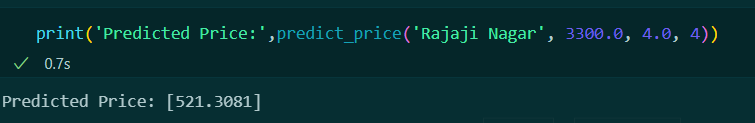 print('Predicted Price:',predict_price('Rajaji Nagar', 3300.0, 4.0, 4))
0.7s
Predicted Price: [521.3081]